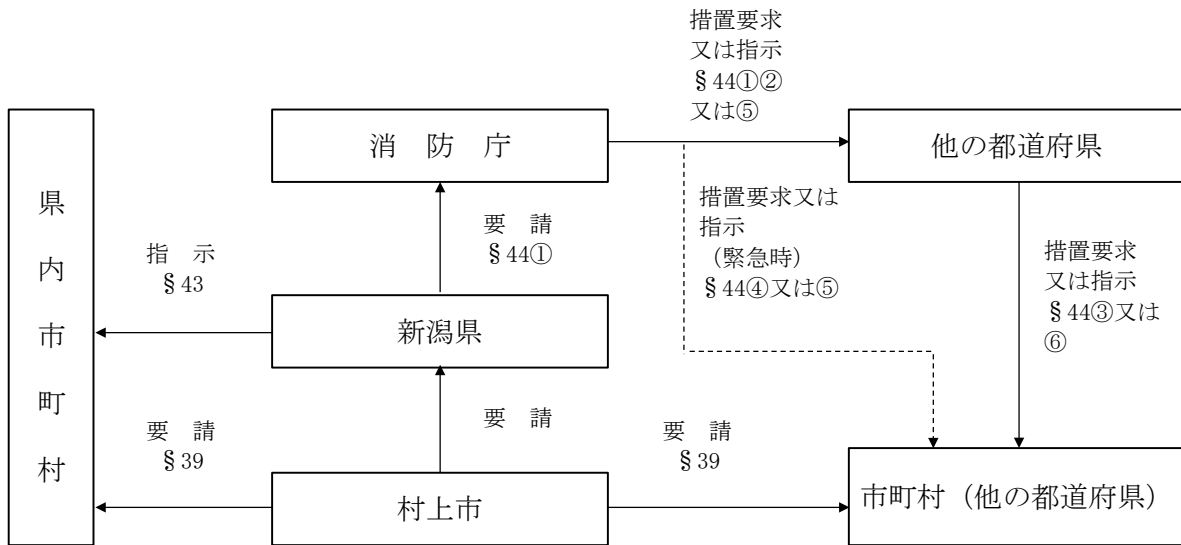 措置要求
又は指示
§44①②
又は⑤
消　防　庁
他の都道府県
県
内
市
町
村
指　示
§43
要　請
§44①
措置要求又は
指示
（緊急時）
§44④又は⑤
措置要求
又は指示
§44③又は
⑥
新潟県
要　請
§39
要　請
要　請
§39
村上市
市町村（他の都道府県）